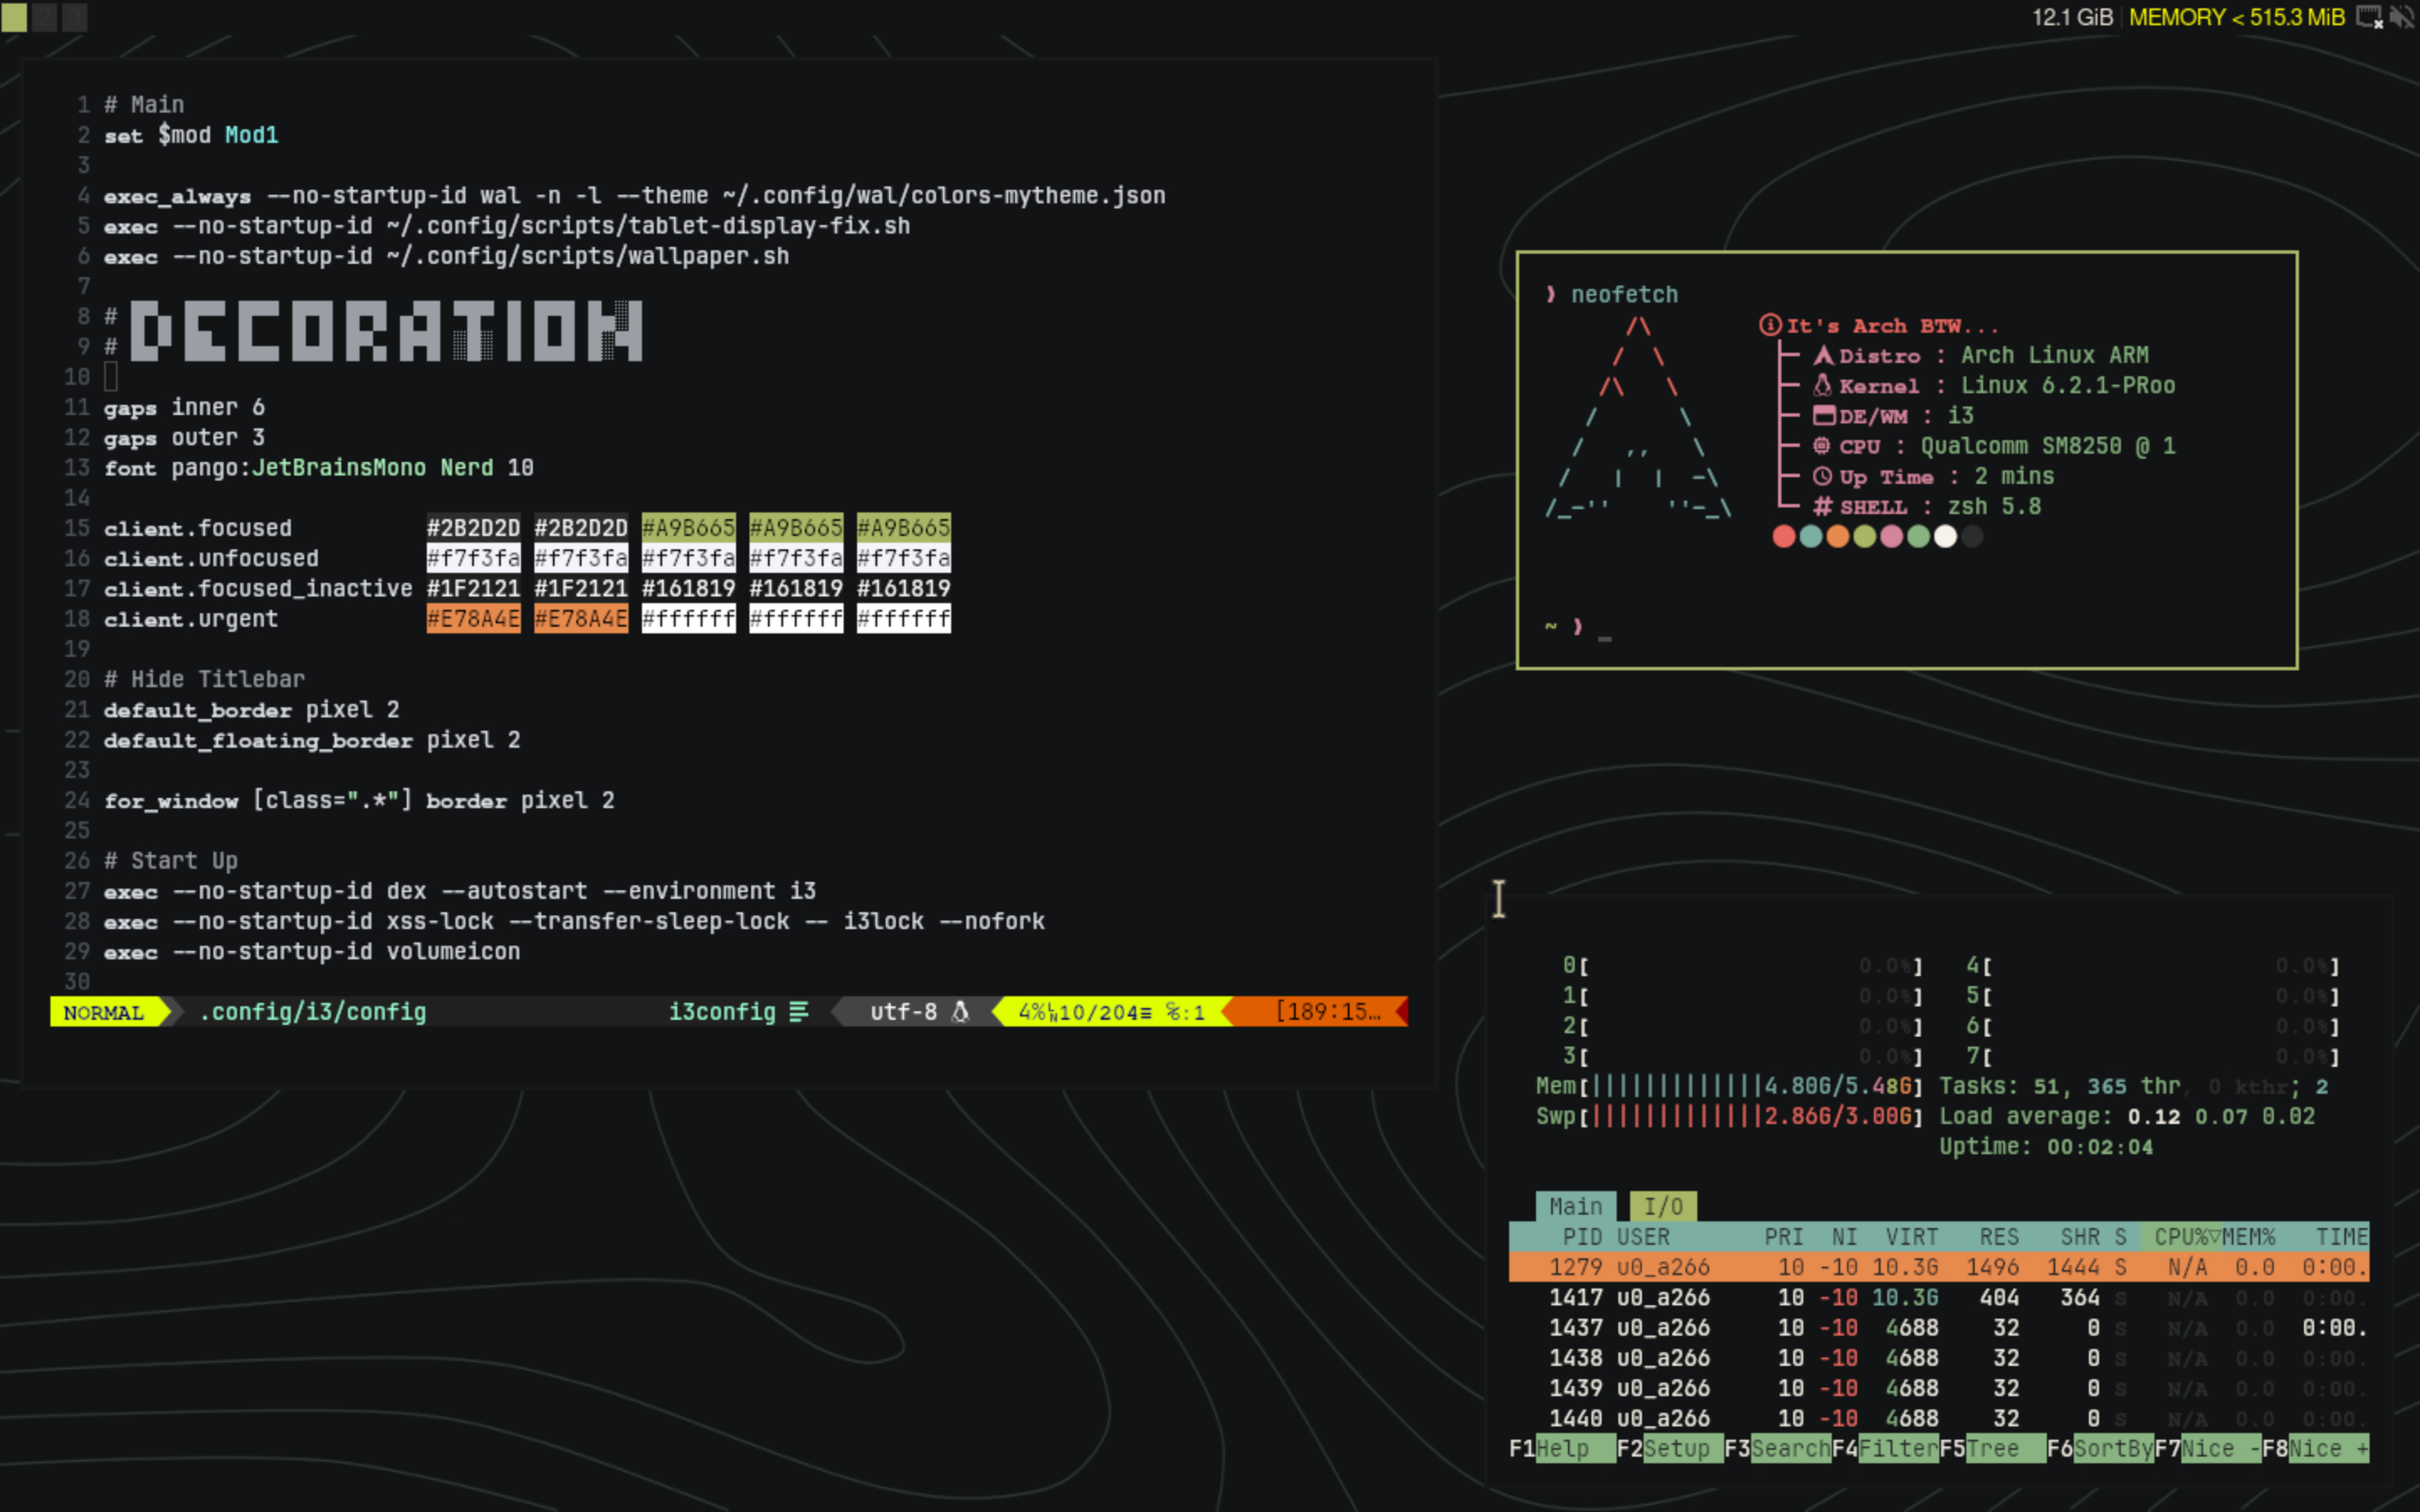 2 3
12.1 GiB | MEMORY < 515.3 MiB
1 # Main
2 set $mod Mod1
3
4 exec_always --no-startup-id wal -n -l --theme ~/.config/wal/colors-mytheme.json
5 exec --no-startup-id ~/.config/scripts/tablet-display-fix.sh
6 exec --no-startup-id ~/.config/scripts/wallpaper.sh
7
8 #
9 # DECORATION
10
11 gaps inner 6
12 gaps outer 3
13 font pango:JetBrainsMono Nerd 10
14
15 client.focused #2B2D2D #2B2D2D #A9B665 #A9B665 #A9B665
16 client.unfocused #f7f3fa #f7f3fa #f7f3fa #f7f3fa #f7f3fa
17 client.focused_inactive #1F2121 #1F2121 #161819 #161819 #161819
18 client.urgent #E78A4E #E78A4E #ffffff #ffffff #ffffff
19
20 # Hide Titlebar
21 default_border pixel 2
22 default_floating_border pixel 2
23
24 for_window [class=".*"] border pixel 2
25
26 # Start Up
27 exec --no-startup-id dex --autostart --environment i3
28 exec --no-startup-id xss-lock --transfer-sleep-lock -- i3lock --nofork
29 exec --no-startup-id volumeicon
30
NORMAL .config/i3/config i3config utf-8 4% 10/204≡ ℅:1 [189:15…
❯ neofetch
It's Arch BTW...
Distro : Arch Linux ARM
Kernel : Linux 6.2.1-PRoo
DE/WM : i3
CPU : Qualcomm SM8250 @ 1
Up Time : 2 mins
# SHELL : zsh 5.8
~ ❯ _
0[ 0.0%] 4[ 0.0%]
1[ 0.0%] 5[ 0.0%]
2[ 0.0%] 6[ 0.0%]
3[ 0.0%] 7[ 0.0%]
Mem[|||||||||||||4.80G/5.48G] Tasks: 51, 365 thr, 0 kthr; 2
Swp[|||||||||||||2.86G/3.00G] Load average: 0.12 0.07 0.02
Uptime: 00:02:04
Main I/O
PID USER PRI NI VIRT RES SHR S CPU%▽MEM% TIME
1279 u0_a266 10 -10 10.3G 1496 1444 S N/A 0.0 0:00.
1417 u0_a266 10 -10 10.3G 404 364 S N/A 0.0 0:00.
1437 u0_a266 10 -10 4688 32 0 S N/A 0.0 0:00.
1438 u0_a266 10 -10 4688 32 0 S N/A 0.0 0:00.
1439 u0_a266 10 -10 4688 32 0 S N/A 0.0 0:00.
1440 u0_a266 10 -10 4688 32 0 S N/A 0.0 0:00.
F1Help F2Setup F3SearchF4FilterF5Tree F6SortByF7Nice -F8Nice +